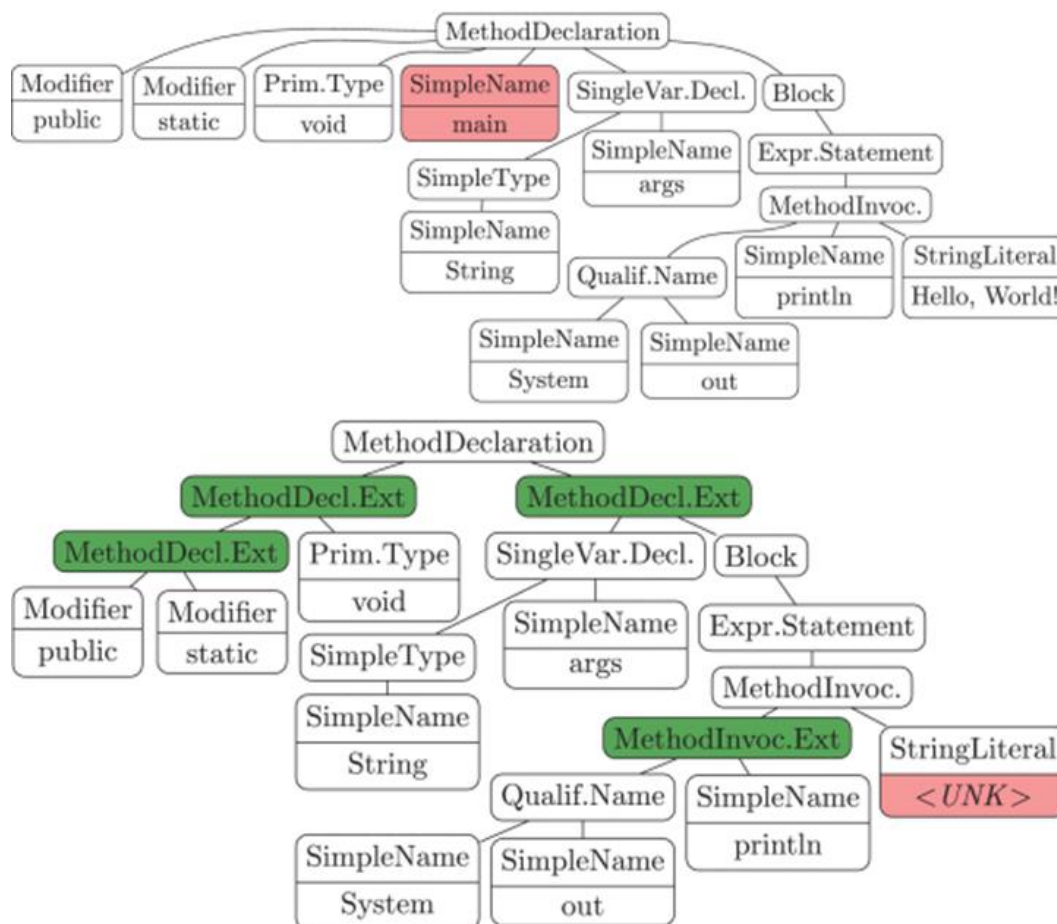 MethodDeclaration
Modifier
public
Modifier
static
Prim.Type
void
SimpleName
main
SingleVar.Decl.
Block
SimpleType
SimpleName
args
Expr.Statement
SimpleName
String
MethodInvoc.
Qualif.Name
SimpleName
println
StringLiteral
Hello, World!
SimpleName
System
SimpleName
out
MethodDeclaration
MethodDecl.Ext
MethodDecl.Ext
MethodDecl.Ext
Prim.Type
void
SingleVar.Decl.
Block
Modifier
public
Modifier
static
SimpleType
SimpleName
args
Expr.Statement
SimpleName
String
MethodInvoc.
MethodInvoc.Ext
StringLiteral
<UNK>
Qualif.Name
SimpleName
println
SimpleName
System
SimpleName
out